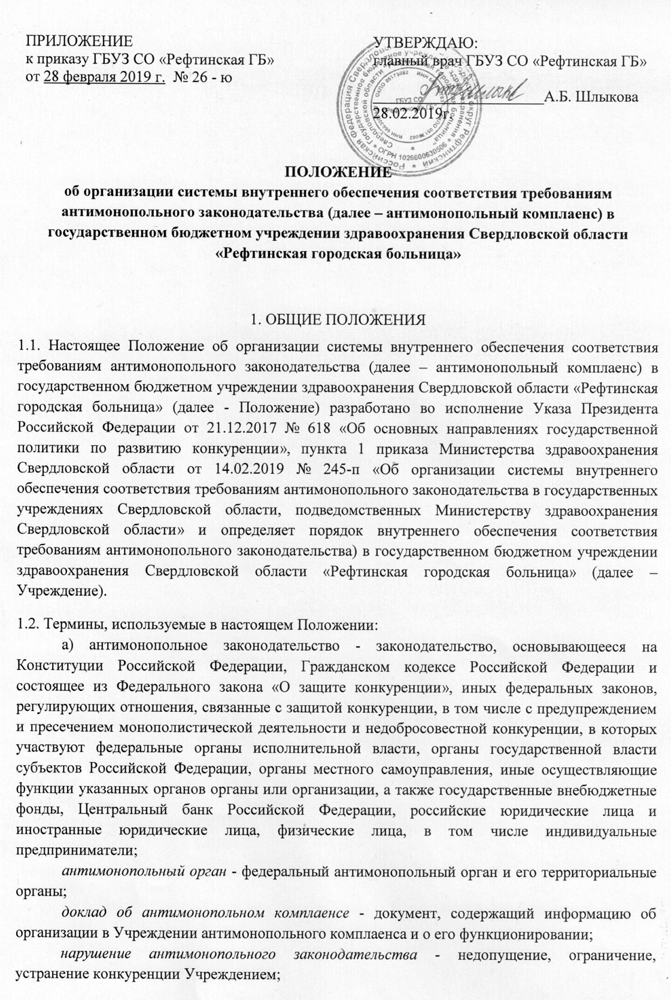 ПРИЛОЖЕНИЕ
к приказу ГБУЗ СО «Рефтинская ГБ»
от 28 февраля 2019 г.  № 26 - ю
УТВЕРЖДАЮ:
главный врач ГБУЗ СО «Рефтинская ГБ»
А.Б. Шлыкова
28.02.2019г.
ОГРН 1026600630506
ГБУЗ СО
ПОЛОЖЕНИЕ
об организации системы внутреннего обеспечения соответствия требованиям
антимонопольного законодательства (далее – антимонопольный комплаенс) в
государственном бюджетном учреждении здравоохранения Свердловской области
«Рефтинская городская больница»
1. ОБЩИЕ ПОЛОЖЕНИЯ
1.1. Настоящее Положение об организации системы внутреннего обеспечения соответствия
требованиям антимонопольного законодательства (далее – антимонопольный комплаенс) в
государственном бюджетном учреждении здравоохранения Свердловской области «Рефтинская
городская больница» (далее - Положение) разработано во исполнение Указа Президента
Российской Федерации от 21.12.2017 № 618 «Об основных направлениях государственной
политики по развитию конкуренции», пункта 1 приказа Министерства здравоохранения
Свердловской области от 14.02.2019 № 245-п «Об организации системы внутреннего
обеспечения соответствия требованиям антимонопольного законодательства в государственных
учреждениях Свердловской области, подведомственных Министерству здравоохранения
Свердловской области» и определяет порядок внутреннего обеспечения соответствия
требованиям антимонопольного законодательства) в государственном бюджетном учреждении
здравоохранения Свердловской области «Рефтинская городская больница» (далее –
Учреждение).
1.2. Термины, используемые в настоящем Положении:
а) антимонопольное законодательство - законодательство, основывающееся на
Конституции Российской Федерации, Гражданском кодексе Российской Федерации и
состоящее из Федерального закона «О защите конкуренции», иных федеральных законов,
регулирующих отношения, связанные с защитой конкуренции, в том числе с предупреждением
и пресечением монополистической деятельности и недобросовестной конкуренции, в которых
участвуют федеральные органы исполнительной власти, органы государственной власти
субъектов Российской Федерации, органы местного самоуправления, иные осуществляющие
функции указанных органов органы или организации, а также государственные внебюджетные
фонды, Центральный банк Российской Федерации, российские юридические лица и
иностранные юридические лица, физические лица, в том числе индивидуальные
предприниматели;
антимонопольный орган - федеральный антимонопольный орган и его территориальные
органы;
доклад об антимонопольном комплаенсе - документ, содержащий информацию об
организации в Учреждении антимонопольного комплаенса и о его функционировании;
нарушение антимонопольного законодательства - недопущение, ограничение,
устранение конкуренции Учреждением;